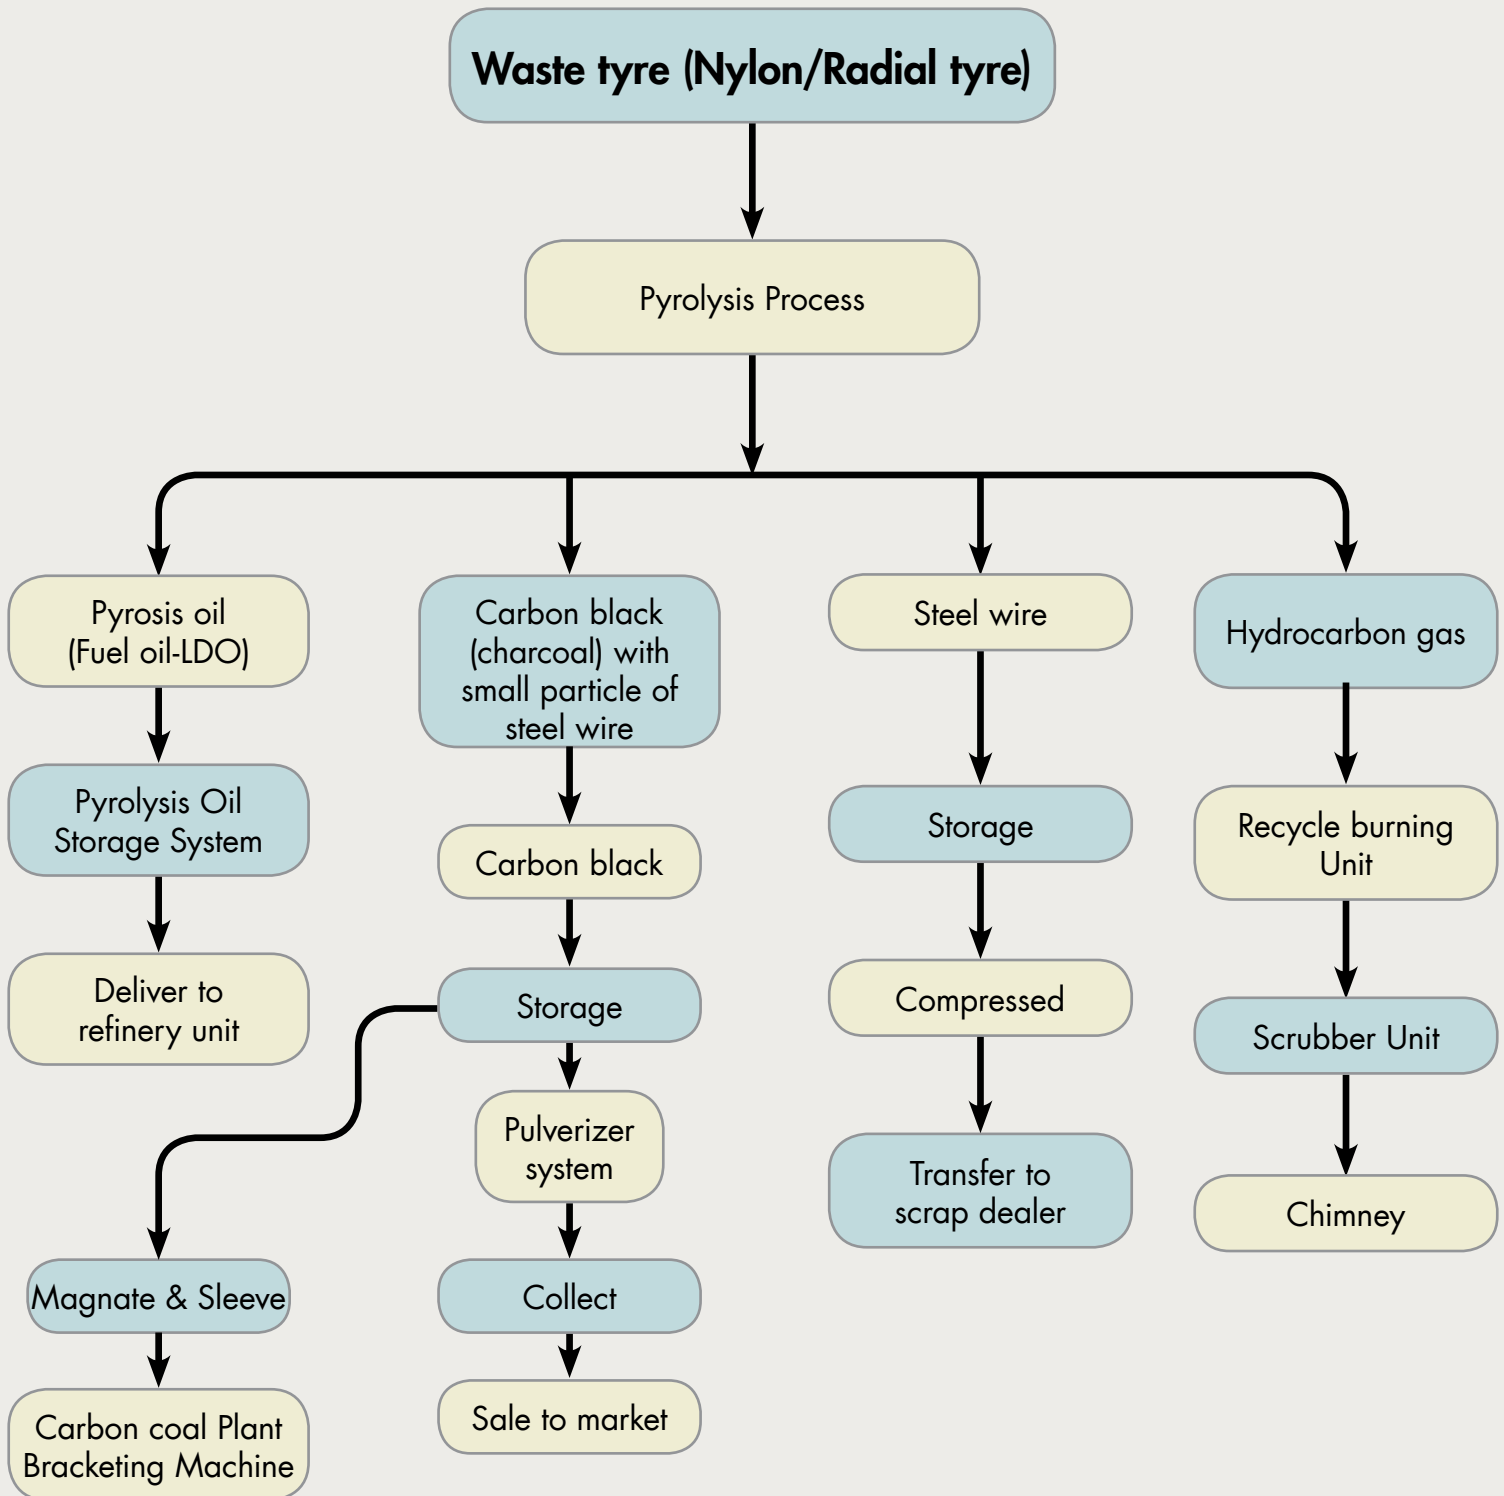 Waste tyre (Nylon/Radial tyre)
Pyrolysis Process
Pyrosis oil
(Fuel oil-LDO)
Pyrolysis Oil
Storage System
Deliver to
refinery unit
Carbon black
(charcoal) with
small particle of
steel wire
Carbon black
Storage
Pulverizer
system
Collect
Sale to market
Magnate & Sleeve
Carbon coal Plant
Bracketing Machine
Steel wire
Storage
Compressed
Transfer to
scrap dealer
Hydrocarbon gas
Recycle burning
Unit
Scrubber Unit
Chimney